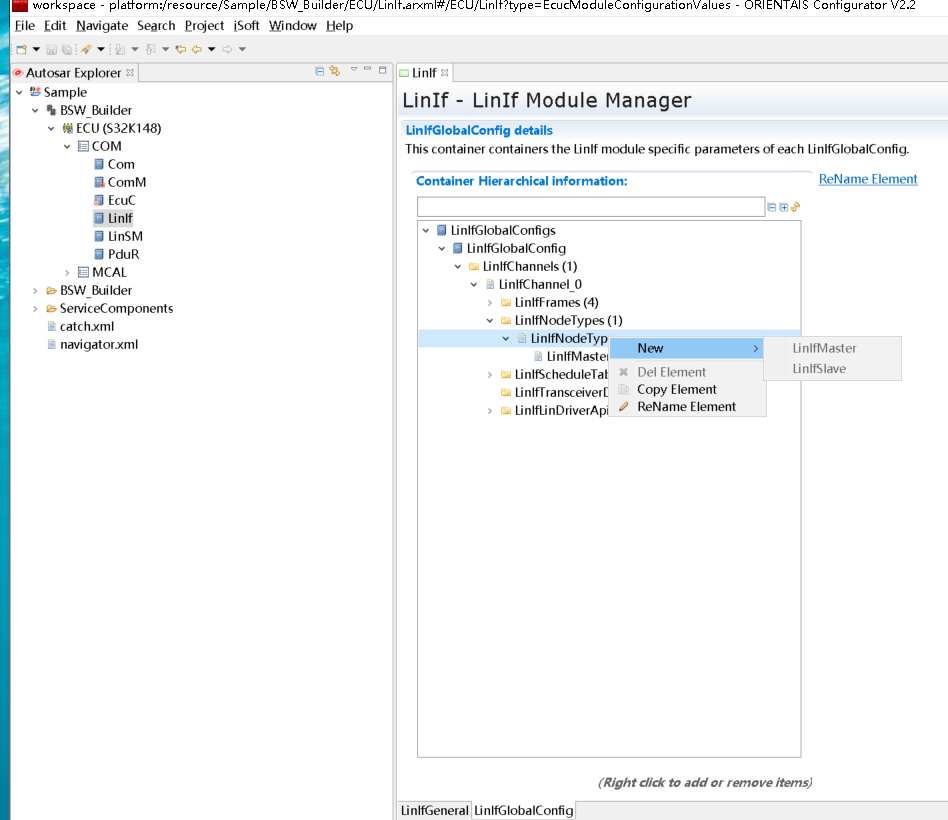 workspace - platform:/resource/Sample/BSW_Builder/ECU/LinIf.arxml#/ECU/LinIf?type=EcucModuleConfigurationValues - ORIENTAIS Configurator V2.2
File Edit Navigate Search Project iSoft Window Help
Autosar Explorer
Sample
BSW_Builder
ECU (S32K148)
COM
Com
ComM
EcuC
LinIf
LinSM
PduR
MCAL
BSW_Builder
ServiceComponents
catch.xml
navigator.xml
LinIf
LinIf - LinIf Module Manager
LinIfGlobalConfig details
This container containers the LinIf module specific parameters of each LinIfGlobalConfig.
Container Hierarchical information:
ReName Element
LinIfGlobalConfigs
LinIfGlobalConfig
LinIfChannels (1)
LinIfChannel_0
LinIfFrames (4)
LinIfNodeTypes (1)
LinIfNodeTyp
LinIfMaster
LinIfScheduleTab
LinIfTransceiverD
LinIfLinDriverApi
New
Del Element
Copy Element
ReName Element
LinIfMaster
LinIfSlave
(Right click to add or remove items)
LinIfGeneral LinIfGlobalConfig